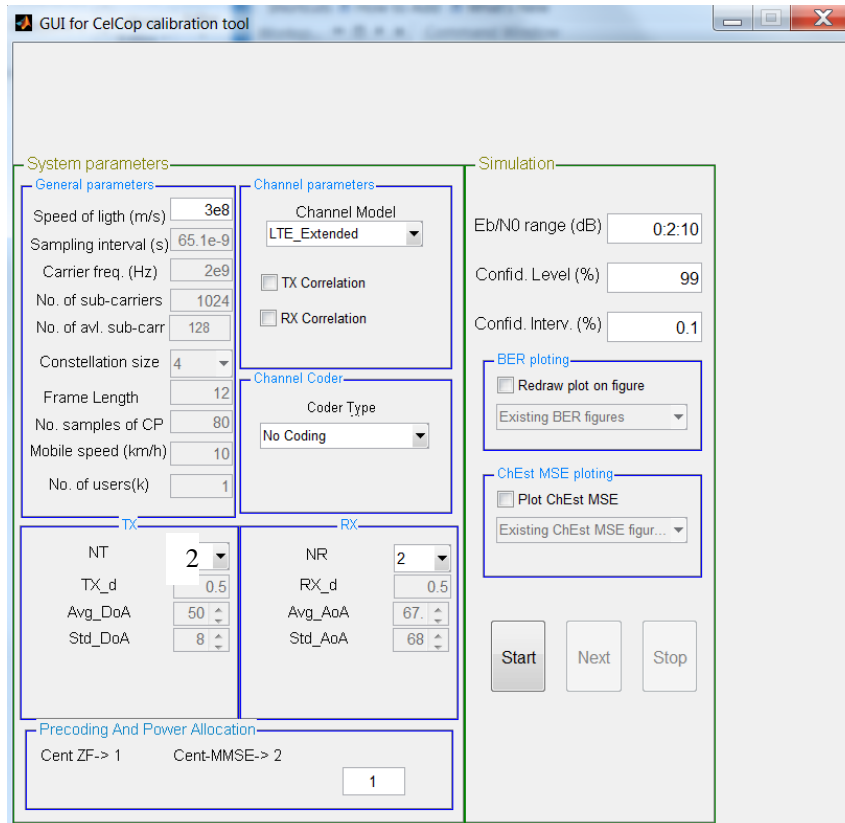 GUI for CelCop calibration tool
System parameters
General parameters
Speed of ligth (m/s) 3e8
Sampling interval (s) 65.1e-9
Carrier freq. (Hz) 2e9
No. of sub-carriers 1024
No. of avl. sub-carr 128
Constellation size 4
Frame Length 12
No. samples of CP 80
Mobile speed (km/h) 10
No. of users(k) 1
Channel parameters
Channel Model
LTE_Extended
TX Correlation
RX Correlation
Channel Coder
Coder Type
No Coding
TX
NT 2
TX_d 0.5
Avg_DoA 50
Std_DoA 8
RX
NR 2
RX_d 0.5
Avg_AoA 67.
Std_AoA 68
Precoding And Power Allocation
Cent ZF-> 1 Cent-MMSE-> 2
1
Simulation
Eb/N0 range (dB) 0:2:10
Confid. Level (%) 99
Confid. Interv. (%) 0.1
BER ploting
Redraw plot on figure
Existing BER figures
ChEst MSE ploting
Plot ChEst MSE
Existing ChEst MSE figur...
Start Next Stop